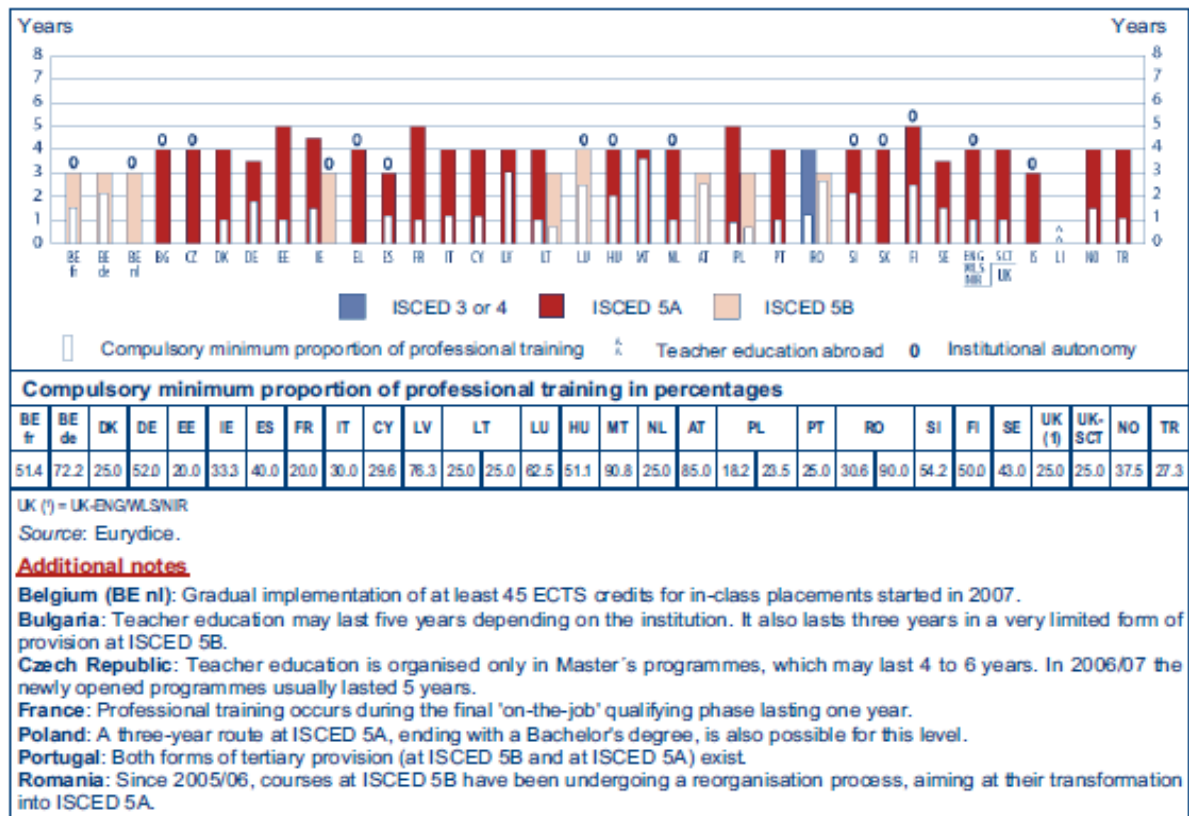 Years Years
8 8
7 7
6 6
5 5
4 4
3 3
2 2
1 1
0 0
0 0 0 0 0 0 0 0 0 0 0 0 0 0 0
BE fr BE de BE nl BG CZ DK DE EE IE EL ES FR IT CY LV LT LU HU MT NL AT PL PT RO SI SK FI SE ENG WLS NIR SCT IS LI NO TR
UK
ISCED 3 or 4 ISCED 5A ISCED 5B
Compulsory minimum proportion of professional training Teacher education abroad 0 Institutional autonomy
Compulsory minimum proportion of professional training in percentages
BE fr BE de DK DE EE IE ES FR IT CY LV LT LU HU MT NL AT PL PT RO SI FI SE UK (1) UK-SCT NO TR
51.4 72.2 25.0 52.0 20.0 33.3 40.0 20.0 30.0 29.6 76.3 25.0 25.0 62.5 51.1 90.8 25.0 85.0 18.2 23.5 25.0 30.6 90.0 54.2 50.0 43.0 25.0 25.0 37.5 27.3
UK (¹) = UK-ENG/WLS/NIR
Source: Eurydice.
Additional notes
Belgium (BE nl): Gradual implementation of at least 45 ECTS credits for in-class placements started in 2007.
Bulgaria: Teacher education may last five years depending on the institution. It also lasts three years in a very limited form of
provision at ISCED 5B.
Czech Republic: Teacher education is organised only in Master´s programmes, which may last 4 to 6 years. In 2006/07 the
newly opened programmes usually lasted 5 years.
France: Professional training occurs during the final 'on-the-job' qualifying phase lasting one year.
Poland: A three-year route at ISCED 5A, ending with a Bachelor's degree, is also possible for this level.
Portugal: Both forms of tertiary provision (at ISCED 5B and at ISCED 5A) exist.
Romania: Since 2005/06, courses at ISCED 5B have been undergoing a reorganisation process, aiming at their transformation
into ISCED 5A.